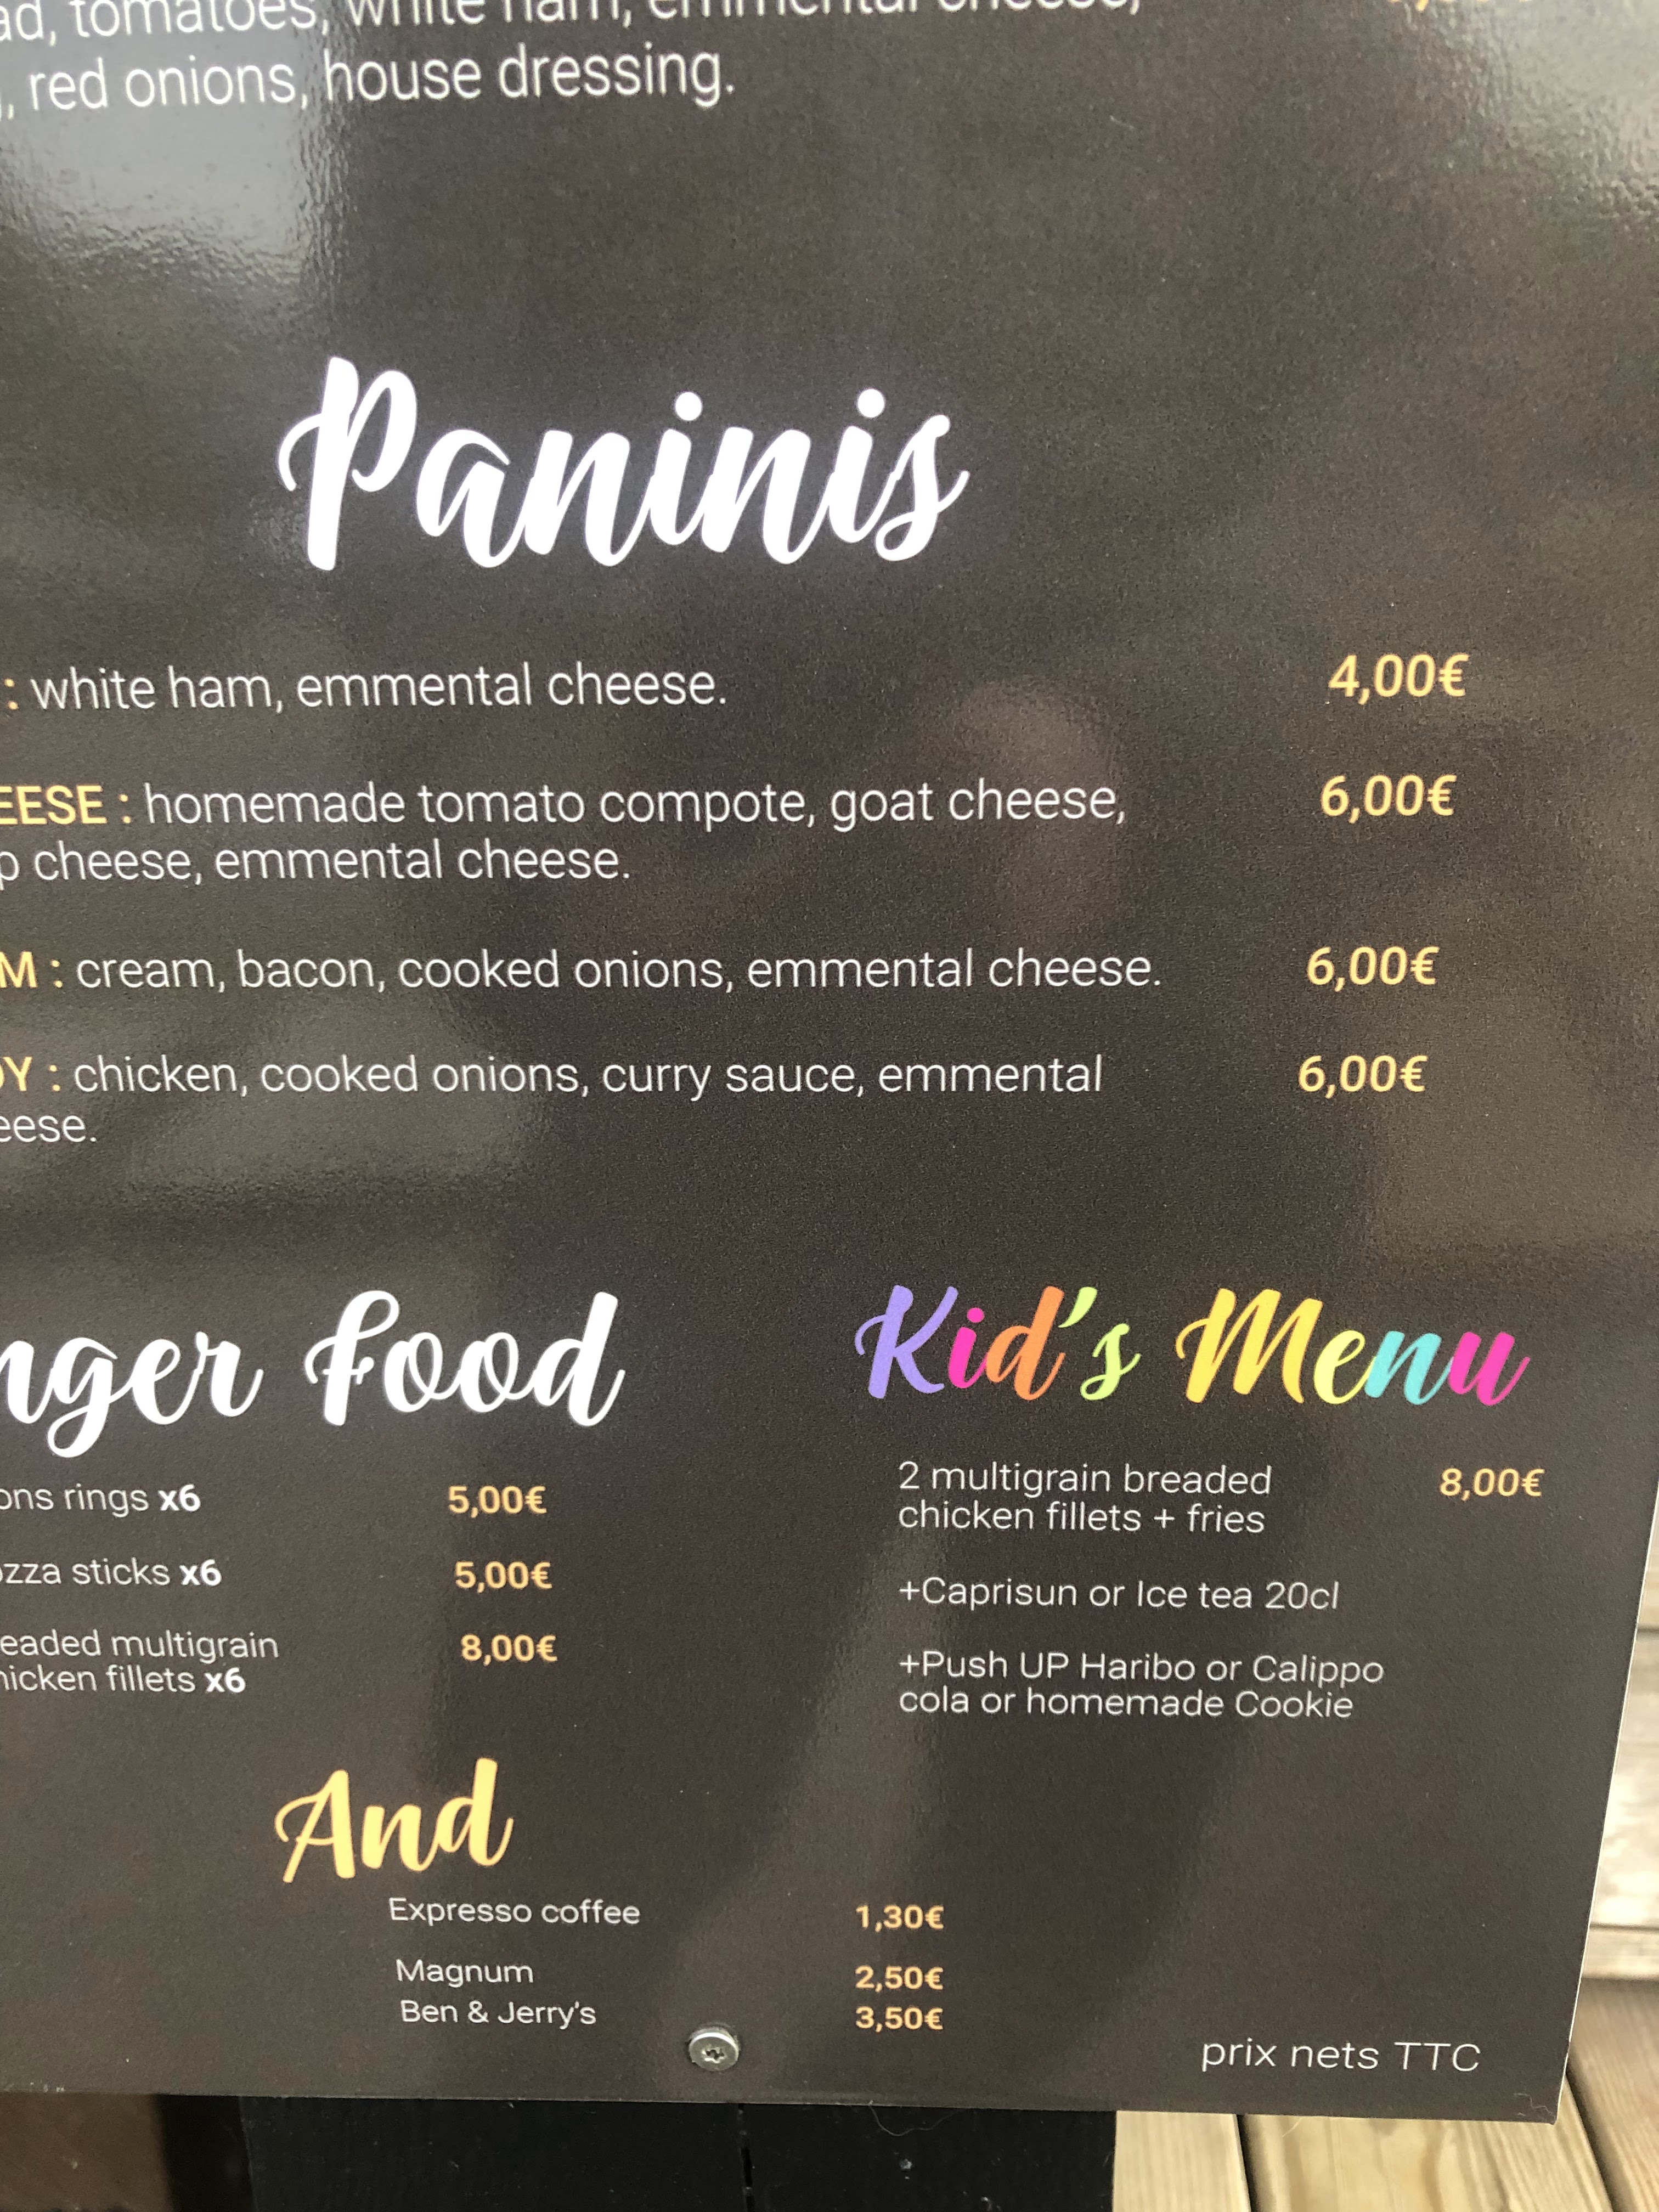 tomatoes, white ham, emmental cheese,
red onions, house dressing.
Paninis
: white ham, emmental cheese. 4,00€
EESE : homemade tomato compote, goat cheese, 6,00€
p cheese, emmental cheese.
M : cream, bacon, cooked onions, emmental cheese. 6,00€
Y : chicken, cooked onions, curry sauce, emmental 6,00€
eese.
nger Food
ons rings x6 5,00€
zza sticks x6 5,00€
eaded multigrain 8,00€
hicken fillets x6
Kid's Menu
2 multigrain breaded 8,00€
chicken fillets + fries
+Caprisun or Ice tea 20cl
+Push UP Haribo or Calippo
cola or homemade Cookie
And
Expresso coffee 1,30€
Magnum 2,50€
Ben & Jerry's 3,50€
prix nets TTC